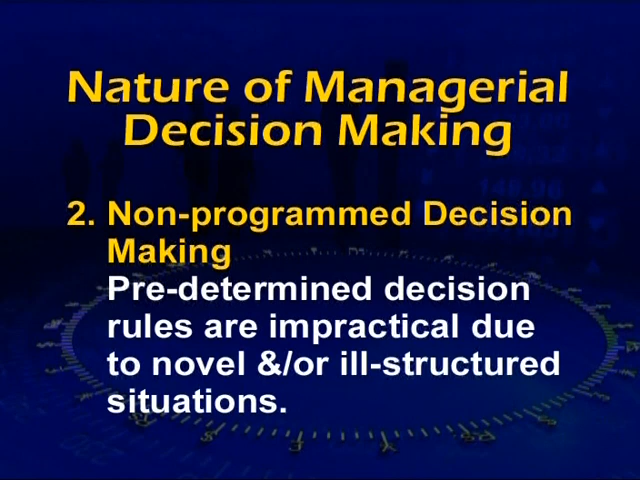 Nature of Managerial
Decision Making
2. Non-programmed Decision
Making
Pre-determined decision
rules are impractical due
to novel &/or ill-structured
situations.